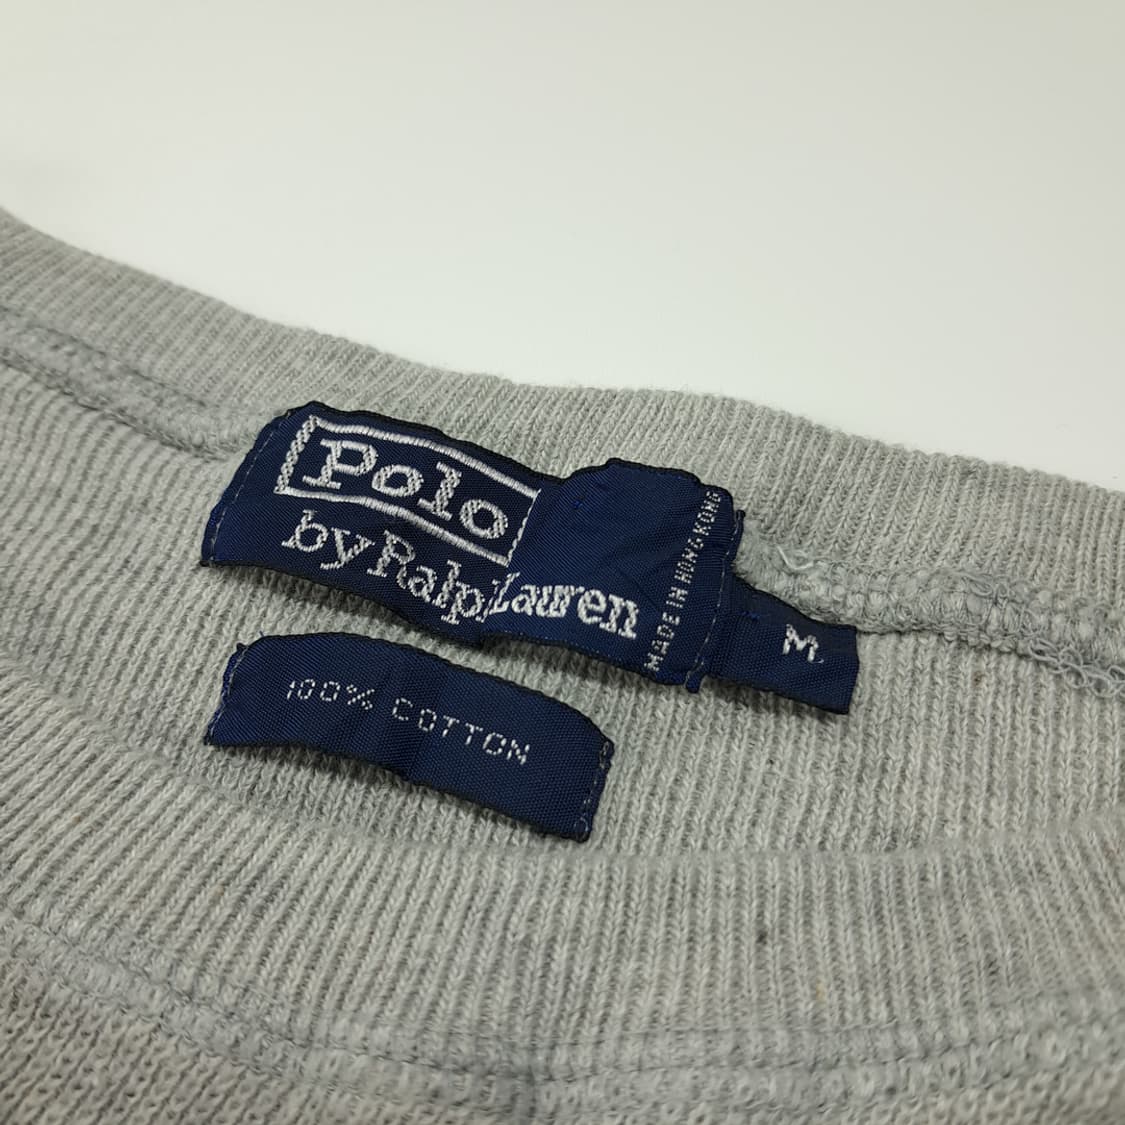 Polo
by Ralph Lauren
MADE IN HONG KONG
M
100% COTTON